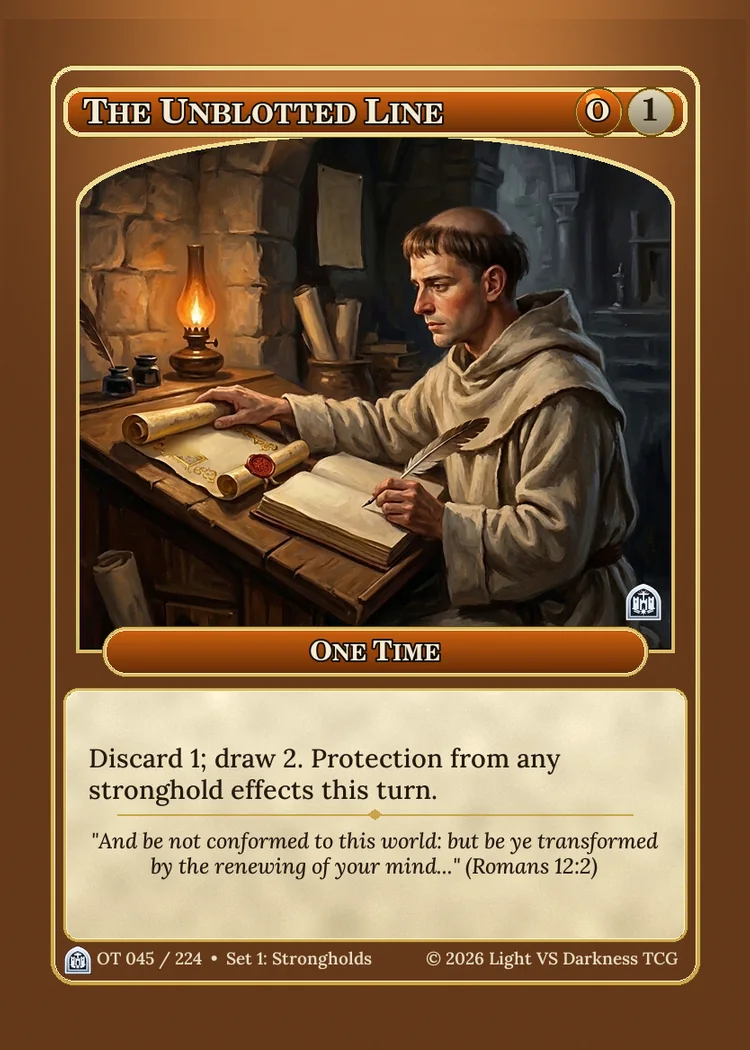 The Unblotted Line O 1
One Time
Discard 1; draw 2. Protection from any
stronghold effects this turn.
"And be not conformed to this world: but be ye transformed
by the renewing of your mind..." (Romans 12:2)
OT 045 / 224 • Set 1: Strongholds © 2026 Light VS Darkness TCG